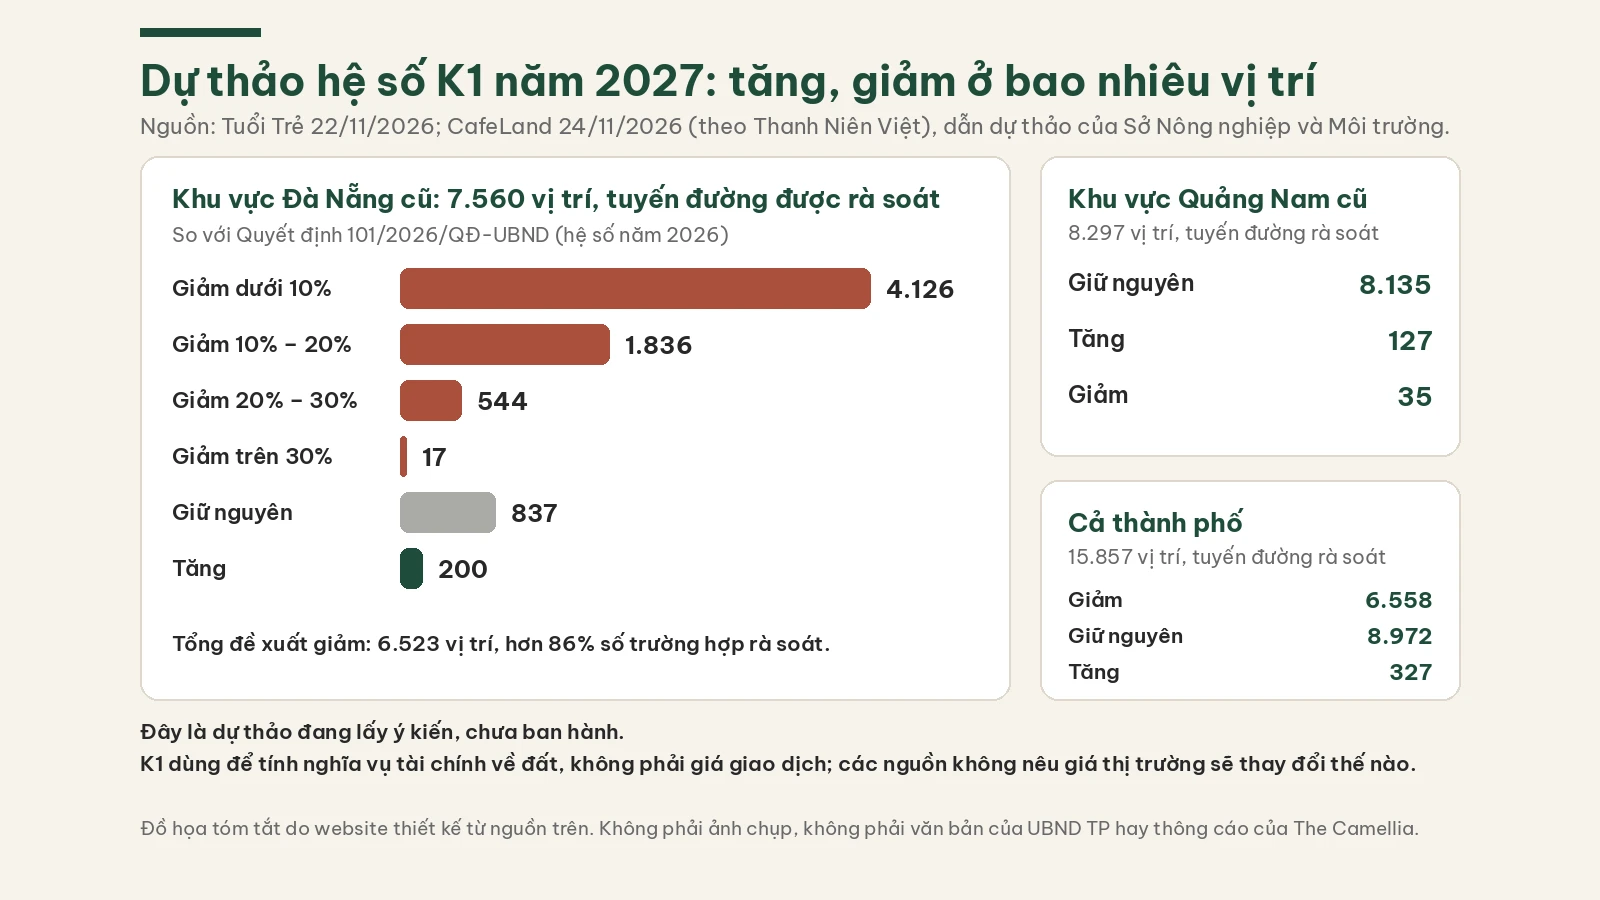 Dự thảo hệ số K1 năm 2027: tăng, giảm ở bao nhiêu vị trí
Nguồn: Tuổi Trẻ 22/11/2026; CafeLand 24/11/2026 (theo Thanh Niên Việt), dẫn dự thảo của Sở Nông nghiệp và Môi trường.
Khu vực Đà Nẵng cũ: 7.560 vị trí, tuyến đường được rà soát
So với Quyết định 101/2026/QĐ-UBND (hệ số năm 2026)
Giảm dưới 10% 4.126
Giảm 10% – 20% 1.836
Giảm 20% – 30% 544
Giảm trên 30% 17
Giữ nguyên 837
Tăng 200
Tổng đề xuất giảm: 6.523 vị trí, hơn 86% số trường hợp rà soát.
Khu vực Quảng Nam cũ
8.297 vị trí, tuyến đường rà soát
Giữ nguyên 8.135
Tăng 127
Giảm 35
Cả thành phố
15.857 vị trí, tuyến đường rà soát
Giảm 6.558
Giữ nguyên 8.972
Tăng 327
Đây là dự thảo đang lấy ý kiến, chưa ban hành.
K1 dùng để tính nghĩa vụ tài chính về đất, không phải giá giao dịch; các nguồn không nêu giá thị trường sẽ thay đổi thế nào.
Đồ họa tóm tắt do website thiết kế từ nguồn trên. Không phải ảnh chụp, không phải văn bản của UBND TP hay thông cáo của The Camellia.